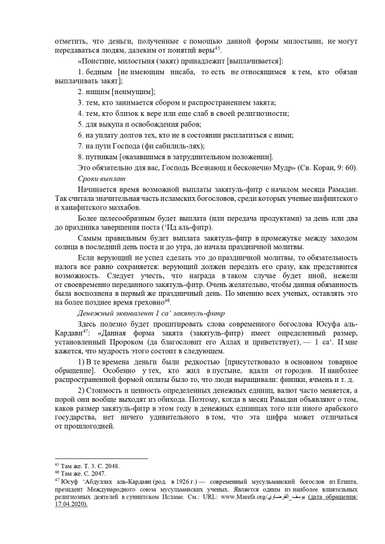 отметить, что деньги, полученные с помощью данной формы милостыни, не могут
передаваться людям, далеким от понятий веры⁴⁵.
«Поистине, милостыня (закят) принадлежит [выплачивается]:
1. бедным [не имеющим нисаба, то есть не относящимся к тем, кто обязан
выплачивать закят];
2. нищим [неимущим];
3. тем, кто занимается сбором и распространением закята;
4. тем, кто близок к вере или еще слаб в своей религиозности;
5. для выкупа и освобождения рабов;
6. на уплату долгов тех, кто не в состоянии расплатиться с ними;
7. на пути Господа (фи сабилиль-лях);
8. путникам [оказавшимся в затруднительном положении].
Это обязательно для вас, Господь Всезнающ и бесконечно Мудр» (Св. Коран, 9: 60).
Сроки выплат
Начинается время возможной выплаты закятуль-фитр с началом месяца Рамадан.
Так считала значительная часть исламских богословов, среди которых ученые шафиитского
и ханафитского мазхабов.
Более целесообразным будет выплата (или передача продуктами) за день или два
до праздника завершения поста (‘Ид аль-фитр).
Самым правильным будет выплата закятуль-фитр в промежутке между заходом
солнца в последний день поста и до утра, до начала праздничной молитвы.
Если верующий не успел сделать это до праздничной молитвы, то обязательность
налога все равно сохраняется: верующий должен передать его сразу, как представится
возможность. Следует учесть, что награда в таком случае будет иной, нежели
от своевременно переданного закятуль-фитр. Очень желательно, чтобы данная обязанность
была восполнена в первый же праздничный день. По мнению всех ученых, оставлять это
на более позднее время греховно⁴⁶.
Денежный эквивалент 1 са‘ закятуль-фитр
Здесь полезно будет процитировать слова современного богослова Юсуфа аль-
Кардави⁴⁷: «Данная форма закята (закятуль-фитр) имеет определенный размер,
установленный Пророком (да благословит его Аллах и приветствует), — 1 са‘. И мне
кажется, что мудрость этого состоит в следующем.
1) В те времена деньги были редкостью [присутствовало в основном товарное
обращение]. Особенно у тех, кто жил в пустыне, вдали от городов. И наиболее
распространенной формой оплаты было то, что люди выращивали: финики, ячмень и т. д.
2) Стоимость и ценность определенных денежных единиц, валют часто меняется, а
порой они вообще выходят из обихода. Поэтому, когда в месяц Рамадан объявляют о том,
каков размер закятуль-фитр в этом году в денежных единицах того или иного арабского
государства, нет ничего удивительного в том, что эта цифра может отличаться
от прошлогодней.
⁴⁵ Там же. Т. 3. С. 2048.
⁴⁶ Там же. С. 2047.
⁴⁷ Юсуф ‘Абдуллах аль-Кардави (род. в 1926 г.) — современный мусульманский богослов из Египта,
президент Международного союза мусульманских ученых. Является одним из наиболее влиятельных
религиозных деятелей в суннитском Исламе. См.: URL: www.Marefa.org/يوسف_القرضاوي (дата обращения:
17.04.2020).